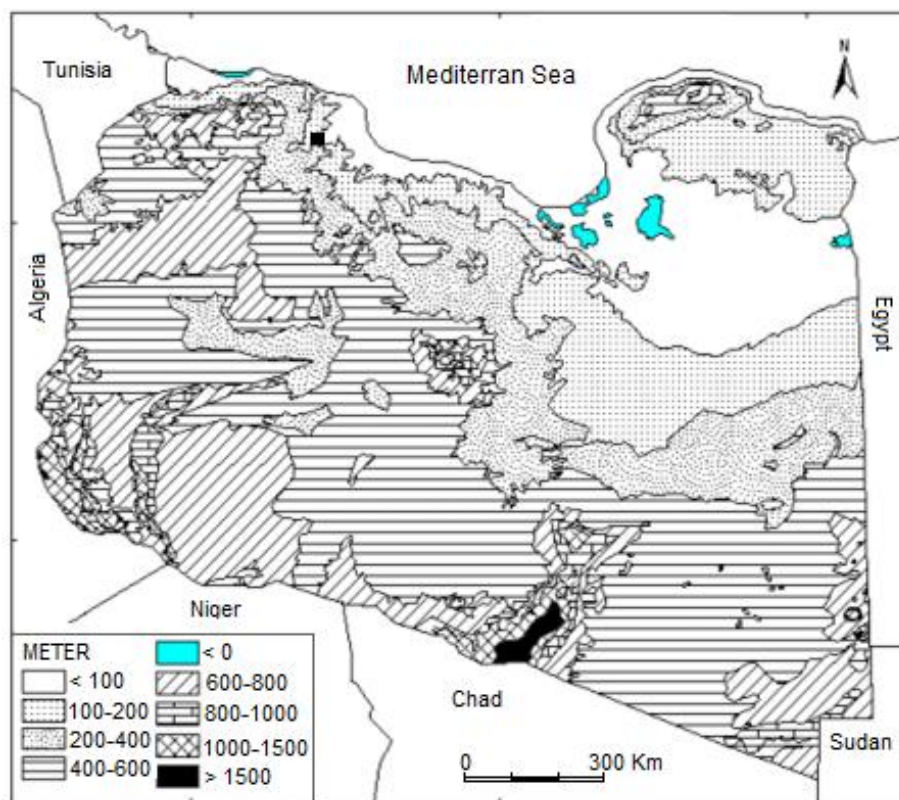 Tunisia
Mediterran Sea
N
Algeria
Egypt
Niger
Chad
Sudan
METER
< 0
< 100
600-800
100-200
800-1000
200-400
1000-1500
400-600
> 1500
0 300 Km